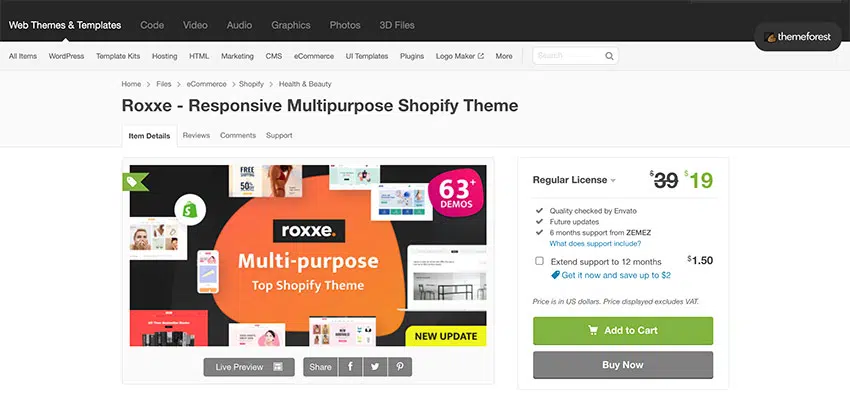 Web Themes & Templates Code Video Audio Graphics Photos 3D Files
themeforest
All Items WordPress Template Kits Hosting HTML Marketing CMS eCommerce UI Templates Plugins Logo Maker More Search
Home > Files > eCommerce > Shopify > Health & Beauty
Roxxe - Responsive Multipurpose Shopify Theme
Item Details Reviews Comments Support
FREE
SHIPPING
50%
63+
DEMOS
roxxe.
Multi-purpose
Top Shopify Theme
NEW UPDATE
Live Preview Share
Regular License $39 $19
Quality checked by Envato
Future updates
6 months support from ZEMEZ
What does support include?
Extend support to 12 months $1.50
Get it now and save up to $2
Price is in US dollars. Price displayed excludes VAT.
Add to Cart
Buy Now